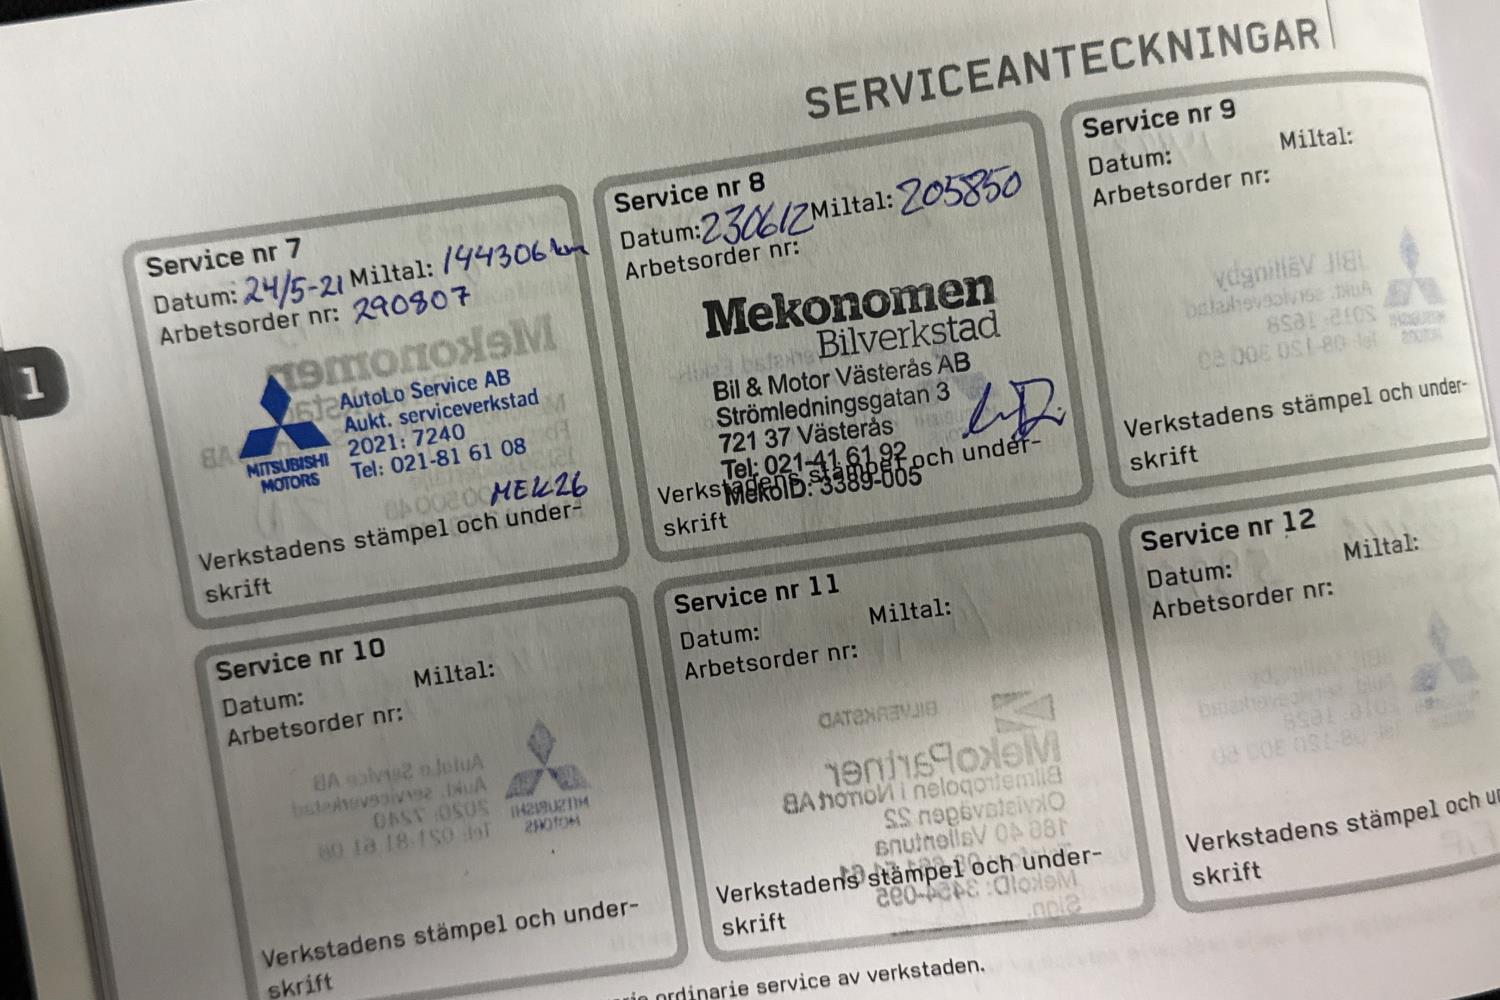 SERVICEANTECKNINGAR
1
Service nr 7
Datum: 24/5-21 Miltal: 144306 km
Arbetsorder nr: 290807
AutoLo Service AB
Aukt. serviceverkstad
2021: 7240
Tel: 021-81 61 08
MITSUBISHI
MOTORS
MEK26
Verkstadens stämpel och under-
skrift
Service nr 8
Datum: 230612 Miltal: 205850
Arbetsorder nr:
Mekonomen
Bilverkstad
Bil & Motor Västerås AB
Strömledningsgatan 3
721 37 Västerås
Tel: 021-41 61 92
MekoID: 3389-005
Verkstadens stämpel och under-
skrift
Service nr 9
Datum: Miltal:
Arbetsorder nr:
Verkstadens stämpel och under-
skrift
Service nr 10
Datum: Miltal:
Arbetsorder nr:
Verkstadens stämpel och under-
skrift
Service nr 11
Datum: Miltal:
Arbetsorder nr:
Verkstadens stämpel och under-
skrift
Service nr 12
Datum: Miltal:
Arbetsorder nr:
Verkstadens stämpel och
skrift
ordinarie service av verkstaden.